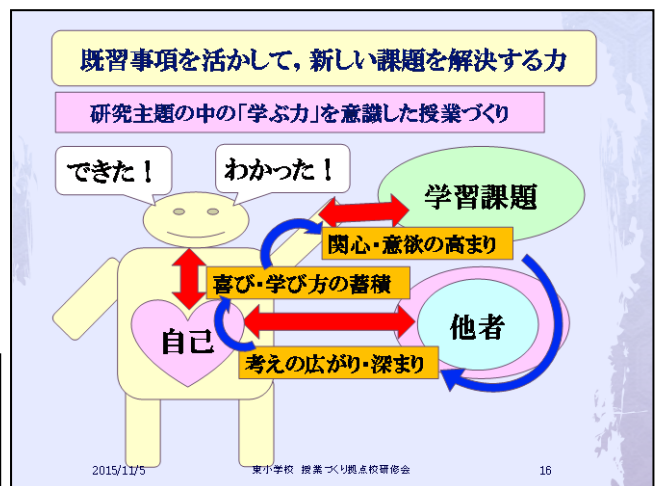 既習事項を活かして，新しい課題を解決する力
研究主題の中の「学ぶ力」を意識した授業づくり
できた！
わかった！
学習課題
関心・意欲の高まり
喜び・学び方の蓄積
自己
他者
考えの広がり・深まり
2015/11/5
東小学校 授業づくり拠点校研修会
16